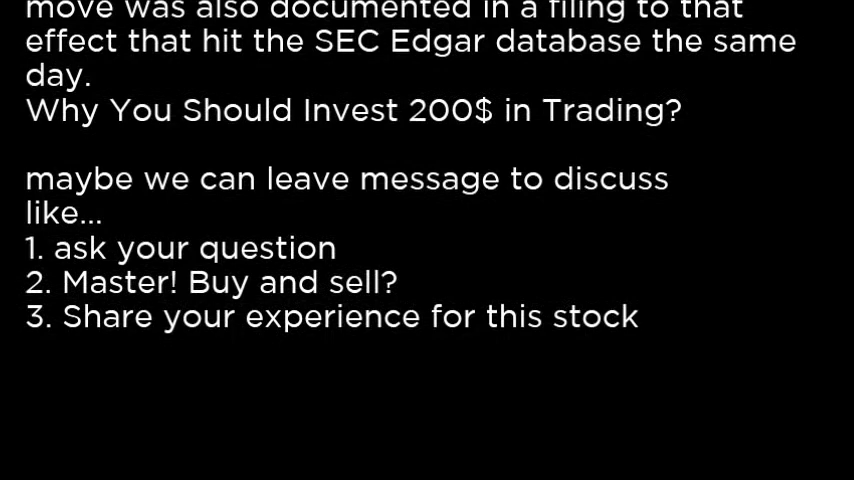 move was also documented in a filing to that
effect that hit the SEC Edgar database the same
day.
Why You Should Invest 200$ in Trading?
maybe we can leave message to discuss
like...
1. ask your question
2. Master! Buy and sell?
3. Share your experience for this stock